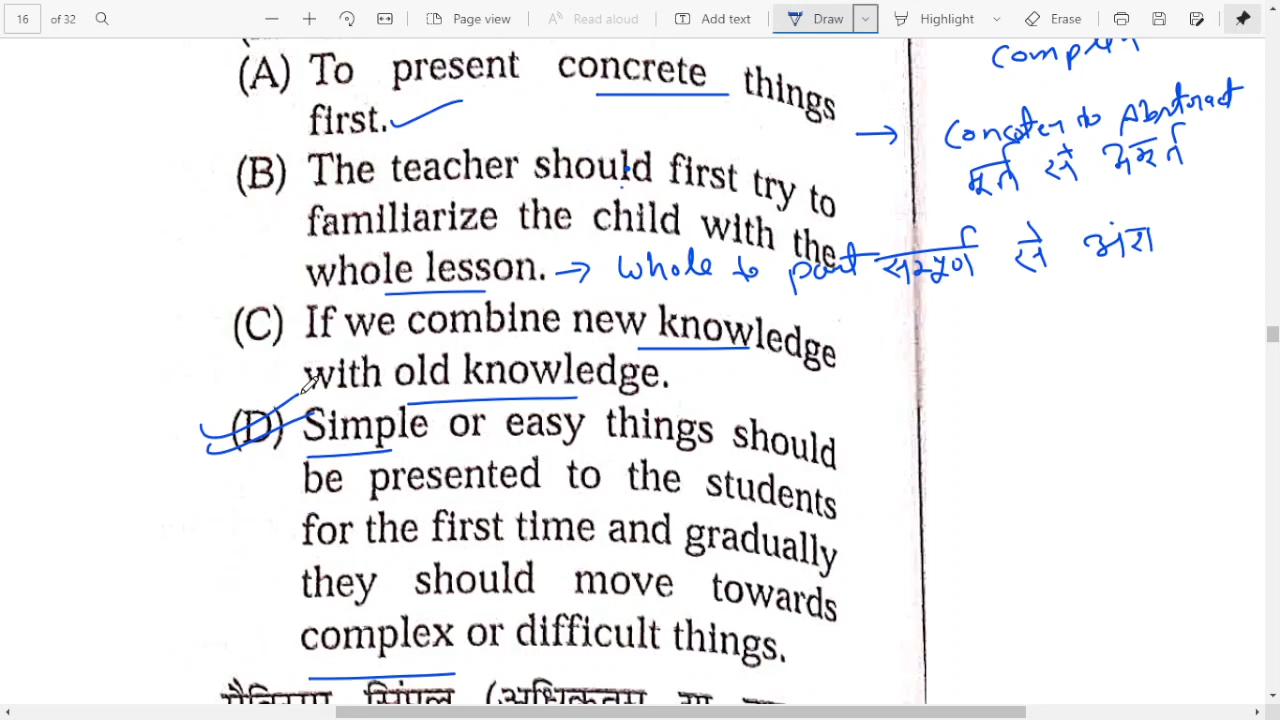 16 of 32 Page view Read aloud Add text Draw Highlight Erase
(A) To present concrete things
first.
(B) The teacher should first try to
familiarize the child with the
whole lesson.
(C) If we combine new knowledge
with old knowledge.
(D) Simple or easy things should
be presented to the students
for the first time and gradually
they should move towards
complex or difficult things.
to Abstract
मूर्त से अमूर्त
→ whole to part सम्पूर्ण से अंश